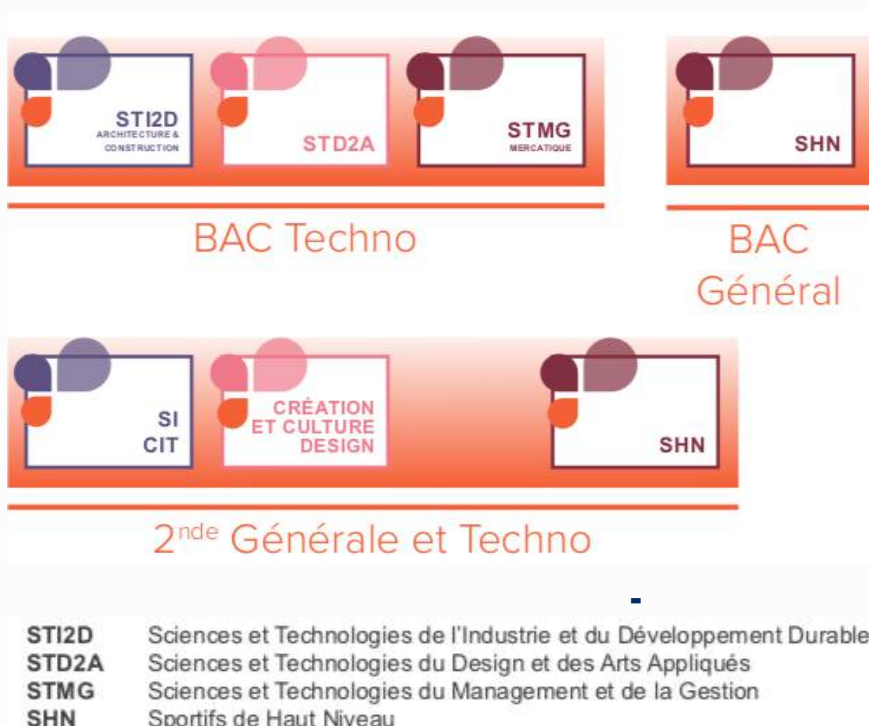 STI2D
ARCHITECTURE &
CONSTRUCTION
STD2A
STMG
MERCATIQUE
SHN
BAC Techno
BAC
Général
SI
CIT
CRÉATION
ET CULTURE
DESIGN
SHN
2nde Générale et Techno
-
STI2D Sciences et Technologies de l'Industrie et du Développement Durable
STD2A Sciences et Technologies du Design et des Arts Appliqués
STMG Sciences et Technologies du Management et de la Gestion
SHN Sportifs de Haut Niveau